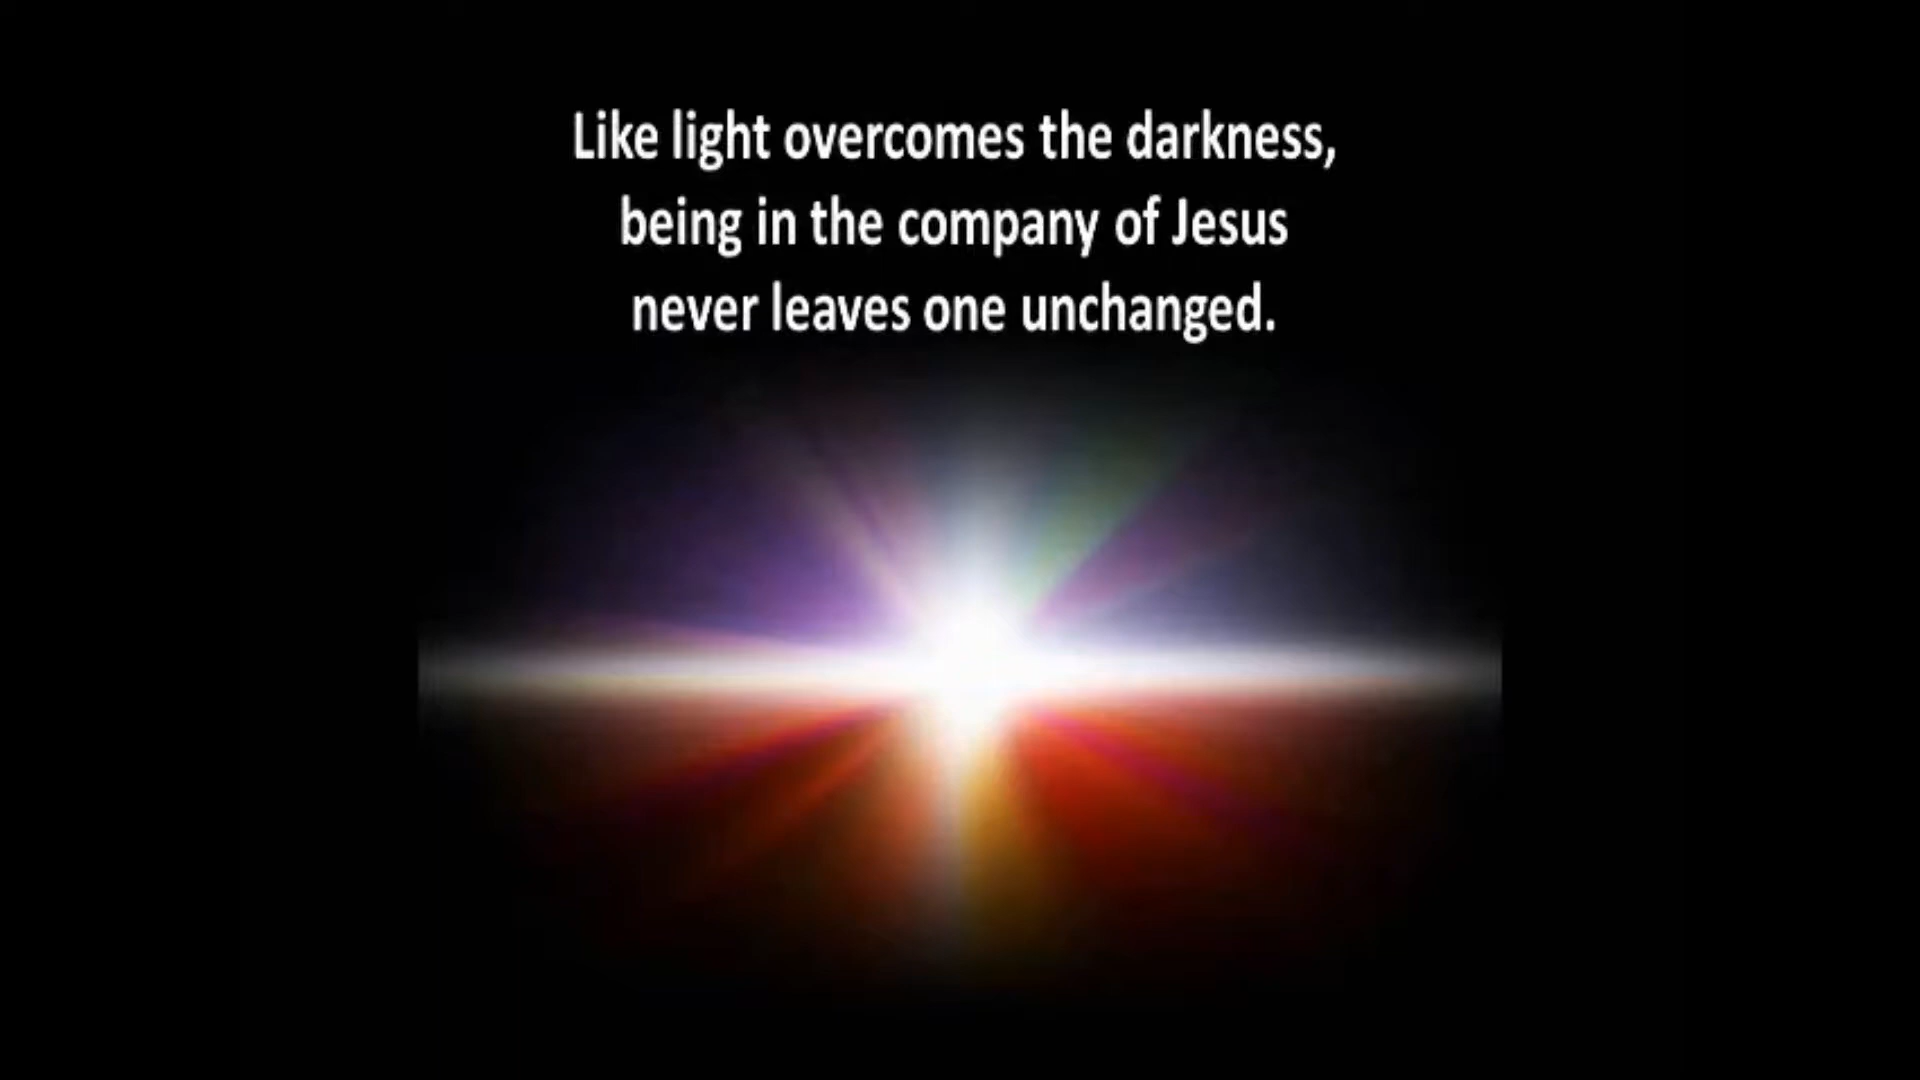 Like light overcomes the darkness,
being in the company of Jesus
never leaves one unchanged.